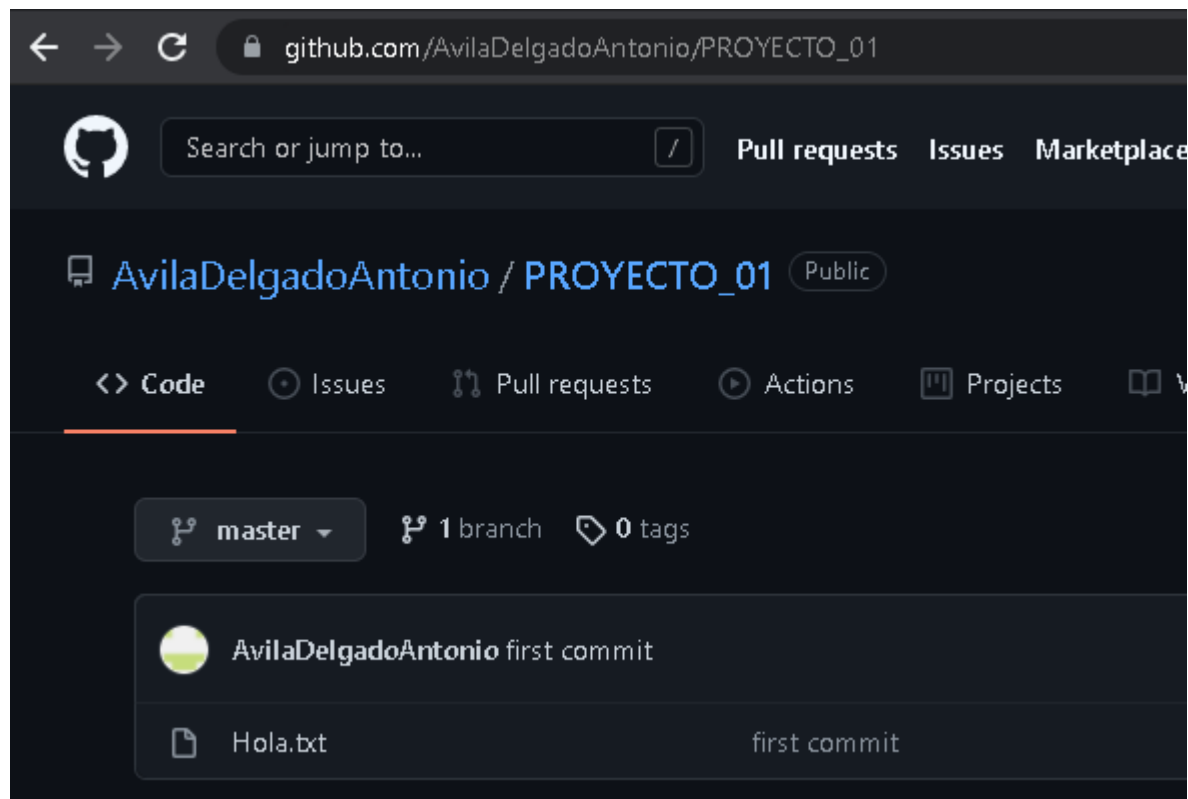 github.com/AvilaDelgadoAntonio/PROYECTO_01
Search or jump to... / Pull requests Issues Marketplace
AvilaDelgadoAntonio / PROYECTO_01 Public
<> Code Issues Pull requests Actions Projects
master 1 branch 0 tags
AvilaDelgadoAntonio first commit
Hola.txt first commit